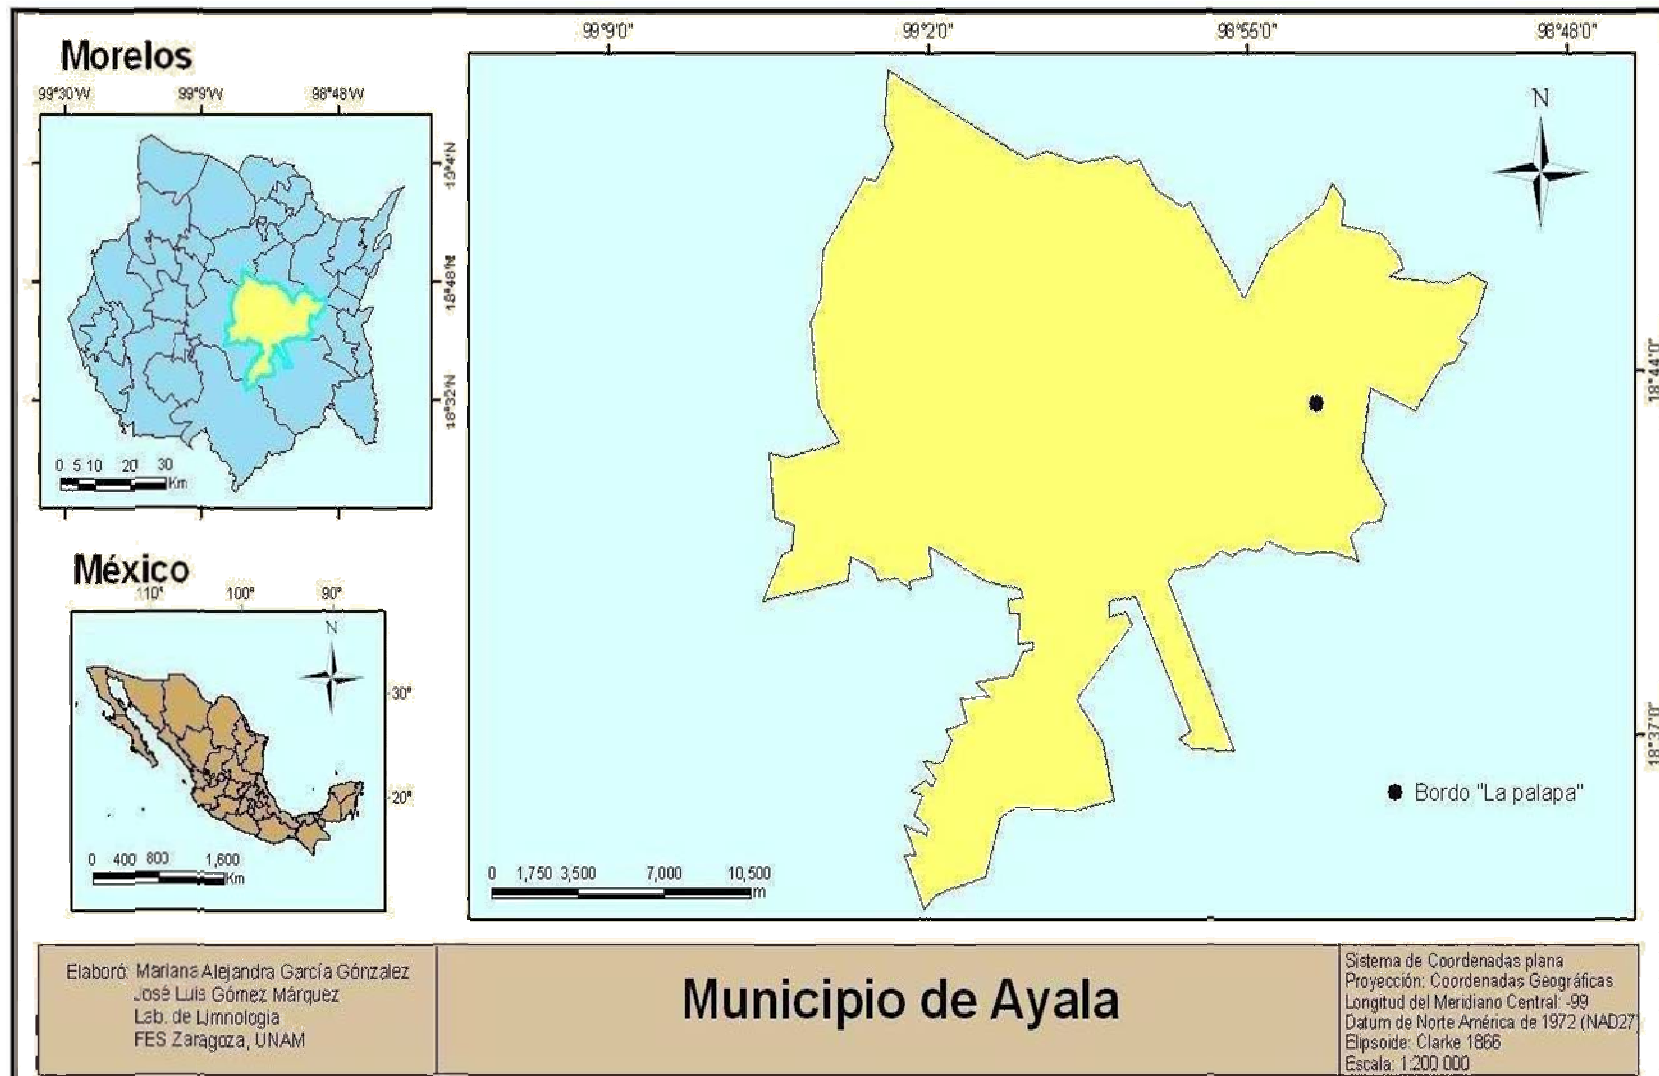 Morelos
99°30'W 99°9'W 98°48'W
19°4'N
18°48'N
18°32'N
0 5 10 20 30
Km
México
110° 100° 90°
N
30°
20°
0 400 800 1,600
Km
99°9'0" 99°2'0" 98°55'0" 98°48'0"
N
18°44'0"
18°37'0"
Bordo "La palapa"
0 1,750 3,500 7,000 10,500
m
Elaboró: Mariana Alejandra García Gónzalez
José Luis Gómez Márquez
Lab. de Limnologia
FES Zaragoza, UNAM
Municipio de Ayala
Sistema de Coordenadas plana
Proyección: Coordenadas Geográficas
Longitud del Meridiano Central: -99
Datum de Norte América de 1972 (NAD27)
Elipsoide: Clarke 1866
Escala: 1:200 000